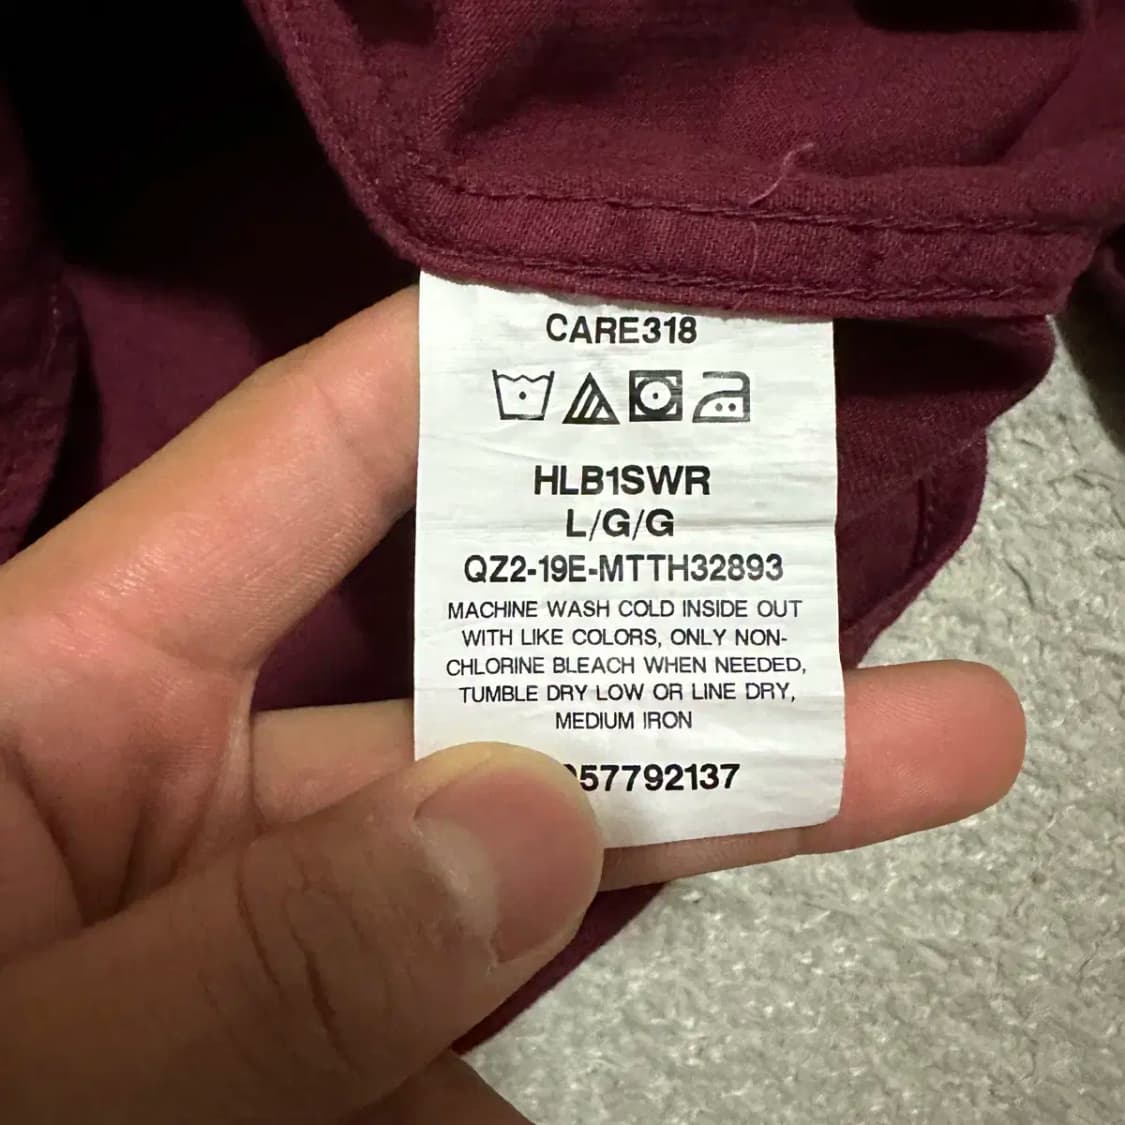 CARE318
HLB1SWR
L/G/G
QZ2-19E-MTTH32893
MACHINE WASH COLD INSIDE OUT
WITH LIKE COLORS, ONLY NON-
CHLORINE BLEACH WHEN NEEDED,
TUMBLE DRY LOW OR LINE DRY,
MEDIUM IRON
57792137